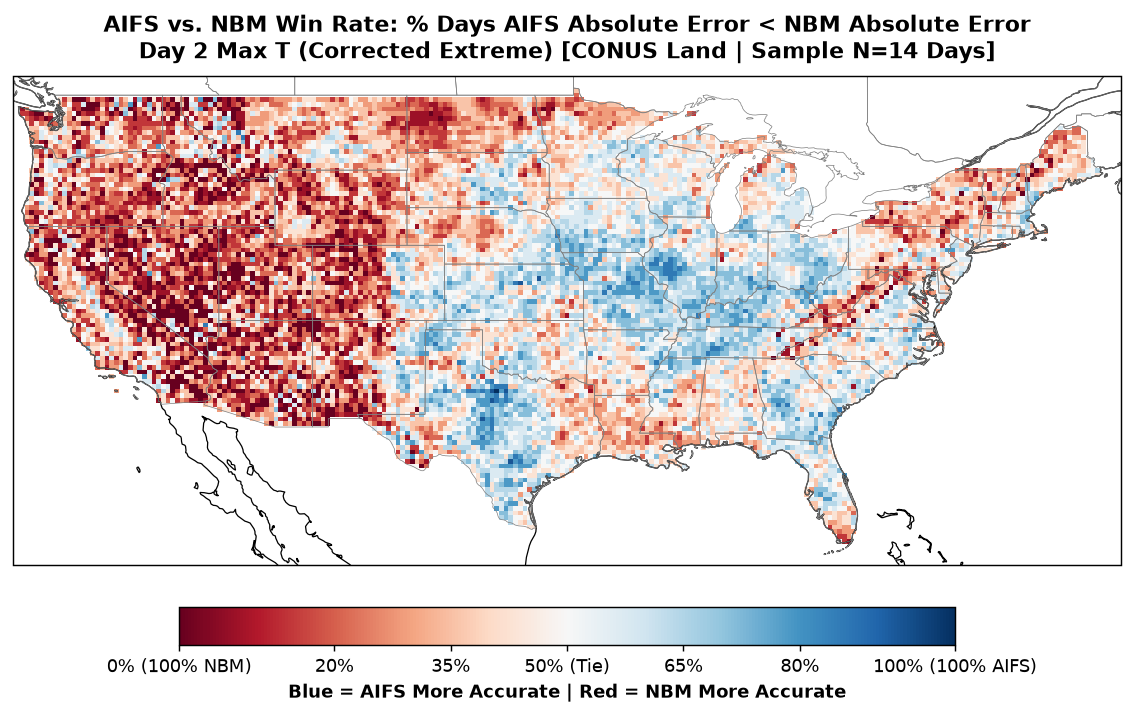 AIFS vs. NBM Win Rate: % Days AIFS Absolute Error < NBM Absolute Error
Day 2 Max T (Corrected Extreme) [CONUS Land | Sample N=14 Days]
0% (100% NBM) 20% 35% 50% (Tie) 65% 80% 100% (100% AIFS)
Blue = AIFS More Accurate | Red = NBM More Accurate